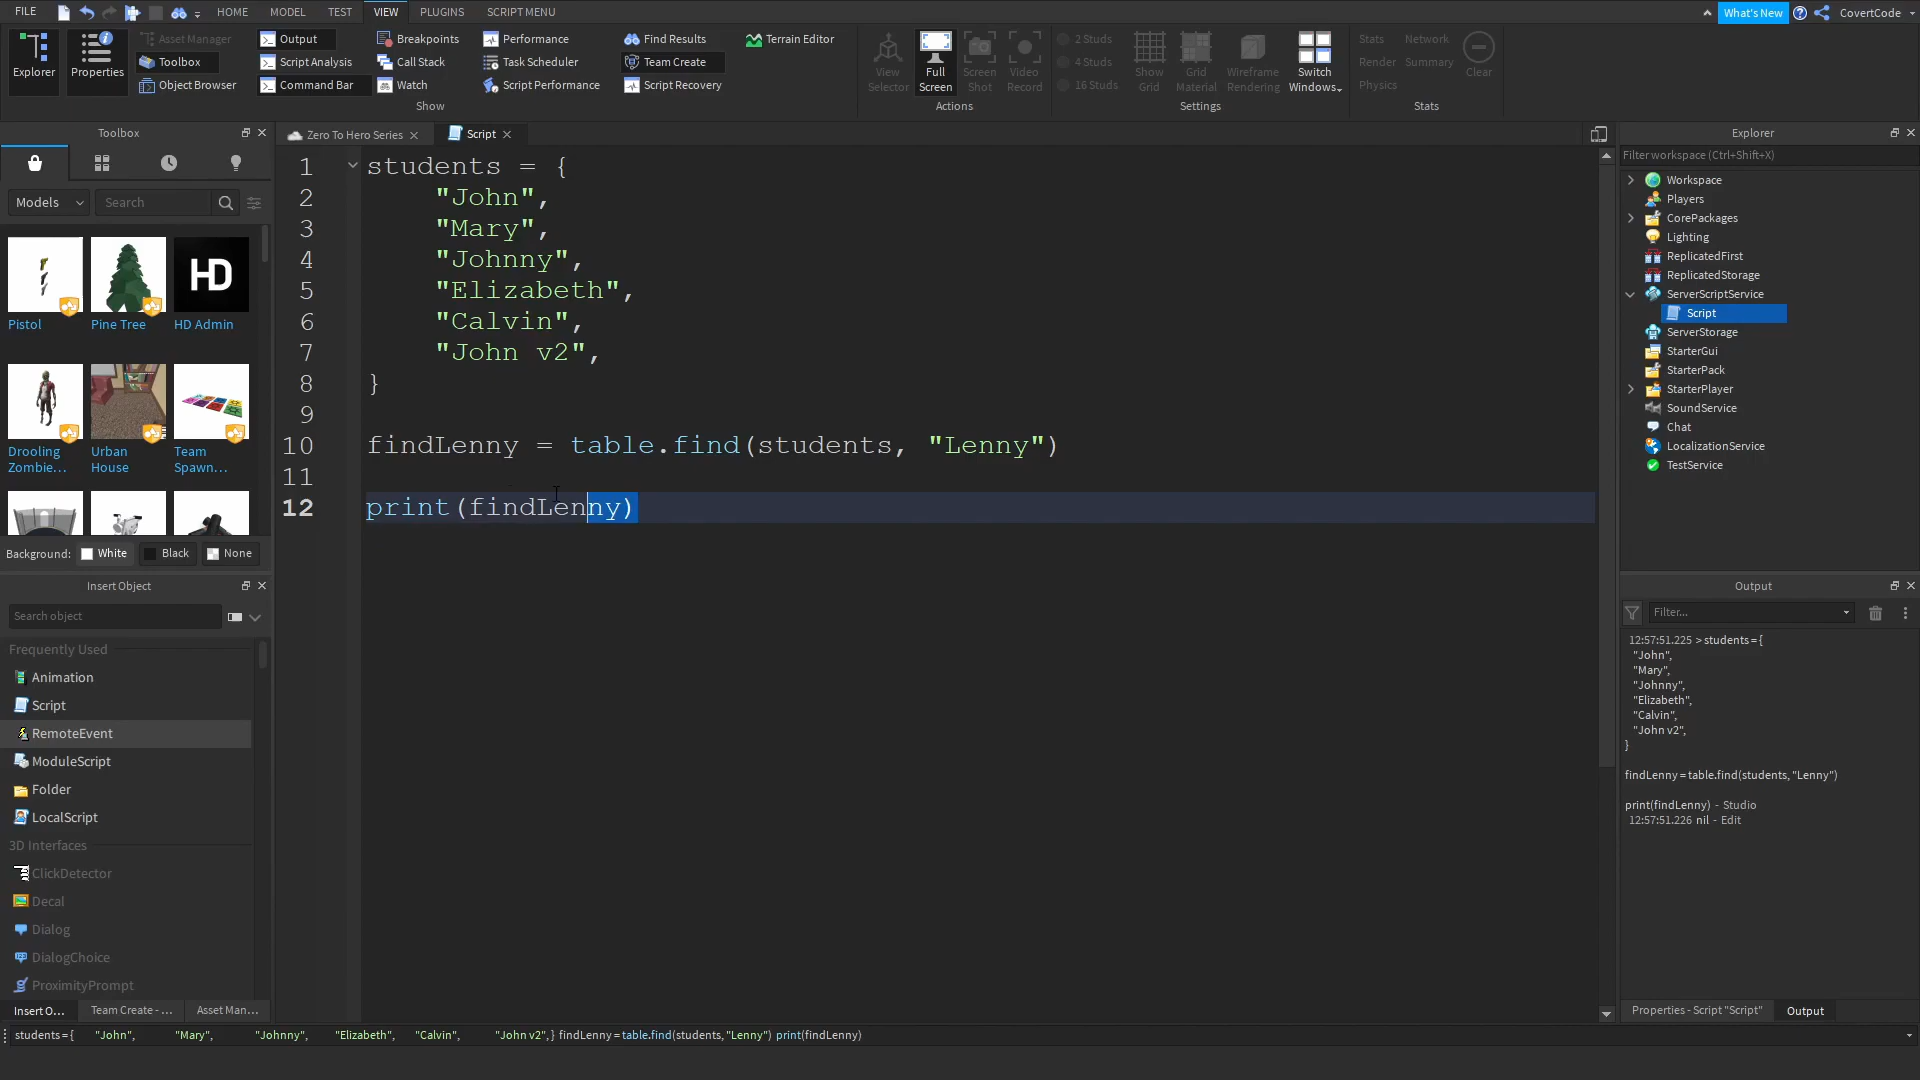 FILE HOME MODEL TEST VIEW PLUGINS SCRIPT MENU What's New CovertCode
Explorer
Properties
Asset Manager
Toolbox
Object Browser
Output
Script Analysis
Command Bar
Breakpoints
Call Stack
Watch
Performance
Task Scheduler
Script Performance
Find Results
Team Create
Script Recovery
Terrain Editor
Show
View
Selector
Full
Screen
Screen
Shot
Video
Record
Actions
2 Studs
4 Studs
16 Studs
Show
Grid
Grid
Material
Wireframe
Rendering
Switch
Windows
Settings
Stats Network
Render Summary
Physics
Clear
Stats
Toolbox
Models Search
Pistol Pine Tree HD Admin
HD
Drooling
Zombie...
Urban
House
Team
Spawn...
Background: White Black None
Insert Object
Search object
Frequently Used
Animation
Script
RemoteEvent
ModuleScript
Folder
LocalScript
3D Interfaces
ClickDetector
Decal
Dialog
DialogChoice
ProximityPrompt
Insert O... Team Create - ... Asset Man...
Zero To Hero Series Script
1 students = {
2 "John",
3 "Mary",
4 "Johnny",
5 "Elizabeth",
6 "Calvin",
7 "John v2",
8 }
9
10 findLenny = table.find(students, "Lenny")
11
12 print(findLenny)
Explorer
Filter workspace (Ctrl+Shift+X)
Workspace
Players
CorePackages
Lighting
ReplicatedFirst
ReplicatedStorage
ServerScriptService
Script
ServerStorage
StarterGui
StarterPack
StarterPlayer
SoundService
Chat
LocalizationService
TestService
Output
Filter...
12:57:51.225 > students = {
"John",
"Mary",
"Johnny",
"Elizabeth",
"Calvin",
"John v2",
}
findLenny = table.find(students, "Lenny")
print(findLenny) - Studio
12:57:51.226 nil - Edit
Properties - Script "Script" Output
students = { "John", "Mary", "Johnny", "Elizabeth", "Calvin", "John v2", } findLenny = table.find(students, "Lenny") print(findLenny)